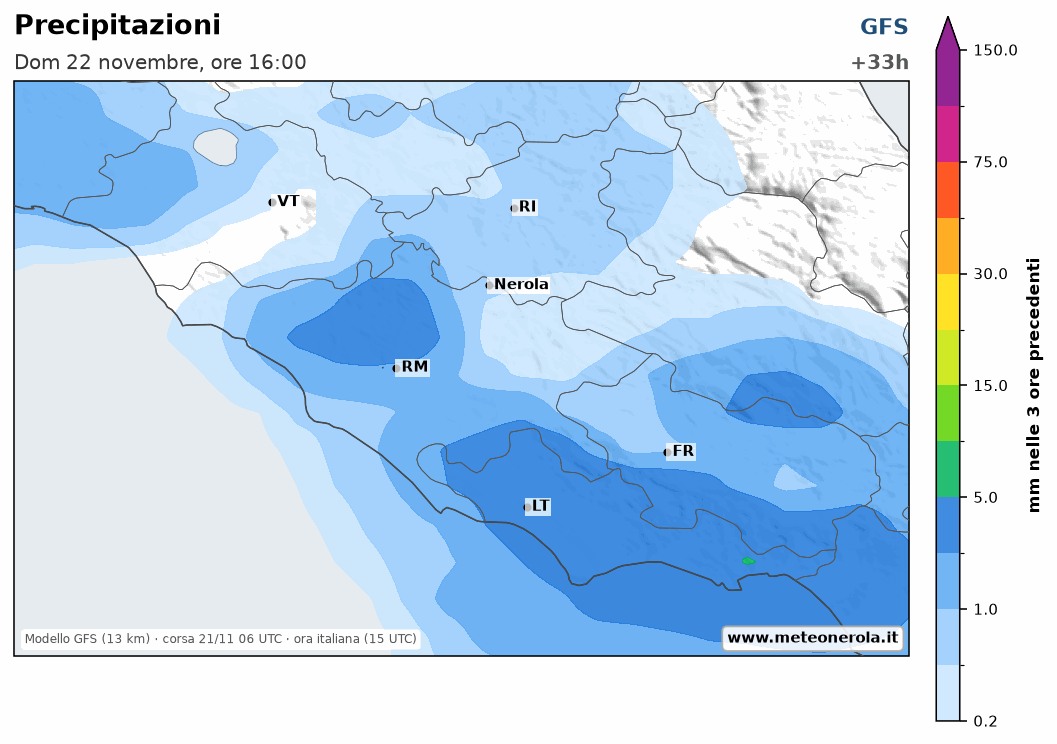 Precipitazioni
GFS
Dom 22 novembre, ore 16:00
+33h
VT
RI
Nerola
RM
FR
LT
Modello GFS (13 km) · corsa 21/11 06 UTC · ora italiana (15 UTC)
www.meteonerola.it
150.0
75.0
30.0
15.0
5.0
1.0
0.2
mm nelle 3 ore precedenti